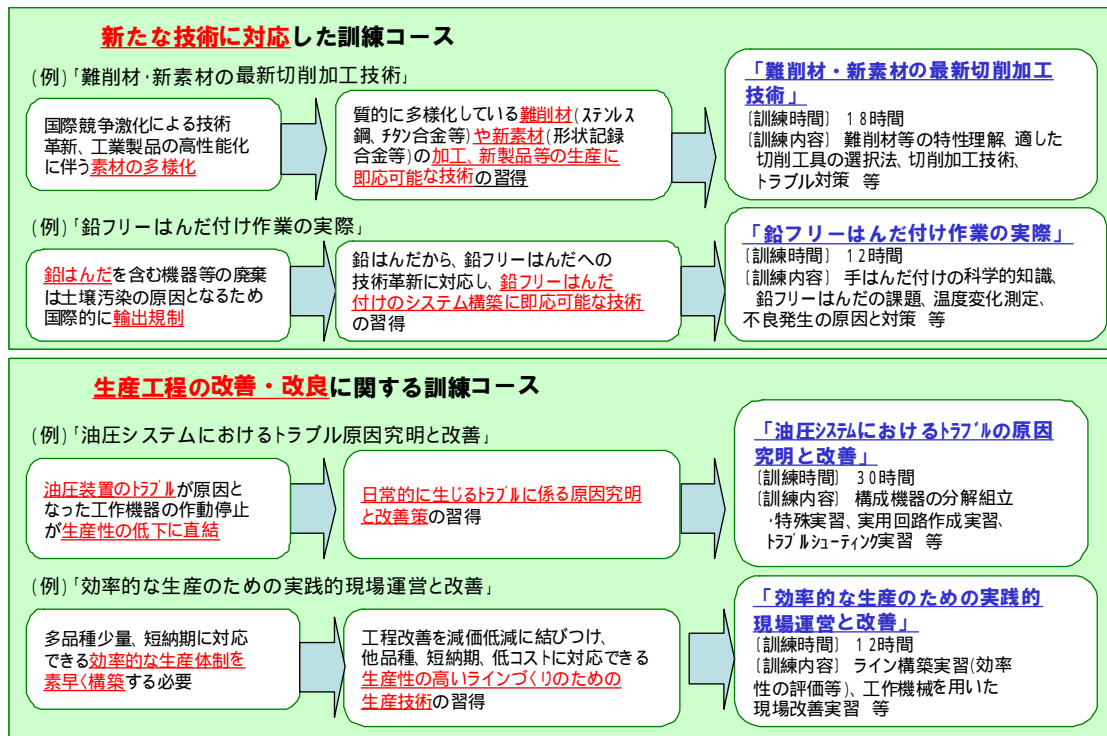 新たな技術に対応した訓練コース
(例)「難削材・新素材の最新切削加工技術」
国際競争激化による技術
革新、工業製品の高性能化
に伴う素材の多様化
質的に多様化している難削材(ステンレス
鋼、チタン合金等)や新素材(形状記録
合金等)の加工、新製品等の生産に
即応可能な技術の習得
「難削材・新素材の最新切削加工
技術」
〔訓練時間〕 18時間
〔訓練内容〕 難削材等の特性理解、適した
切削工具の選択法、切削加工技術、
トラブル対策 等
(例)「鉛フリーはんだ付け作業の実際」
鉛はんだを含む機器等の廃棄
は土壌汚染の原因となるため
国際的に輸出規制
鉛はんだから、鉛フリーはんだへの
技術革新に対応し、鉛フリーはんだ
付けのシステム構築に即応可能な技術
の習得
「鉛フリーはんだ付け作業の実際」
〔訓練時間〕 12時間
〔訓練内容〕 手はんだ付けの科学的知識、
鉛フリーはんだの課題、温度変化測定、
不良発生の原因と対策 等
生産工程の改善・改良に関する訓練コース
(例)「油圧システムにおけるトラブル原因究明と改善」
油圧装置のトラブルが原因と
なった工作機器の作動停止
が生産性の低下に直結
日常的に生じるトラブルに係る原因究明
と改善策の習得
「油圧システムにおけるトラブルの原因
究明と改善」
〔訓練時間〕 30時間
〔訓練内容〕 構成機器の分解組立
・特殊実習、実用回路作成実習、
トラブルシューティング実習 等
(例)「効率的な生産のための実践的現場運営と改善」
多品種少量、短納期に対応
できる効率的な生産体制を
素早く構築する必要
工程改善を減価低減に結びつけ、
他品種、短納期、低コストに対応できる
生産性の高いラインづくりのための
生産技術の習得
「効率的な生産のための実践的
現場運営と改善」
〔訓練時間〕 12時間
〔訓練内容〕 ライン構築実習(効率
性の評価等)、工作機械を用いた
現場改善実習 等